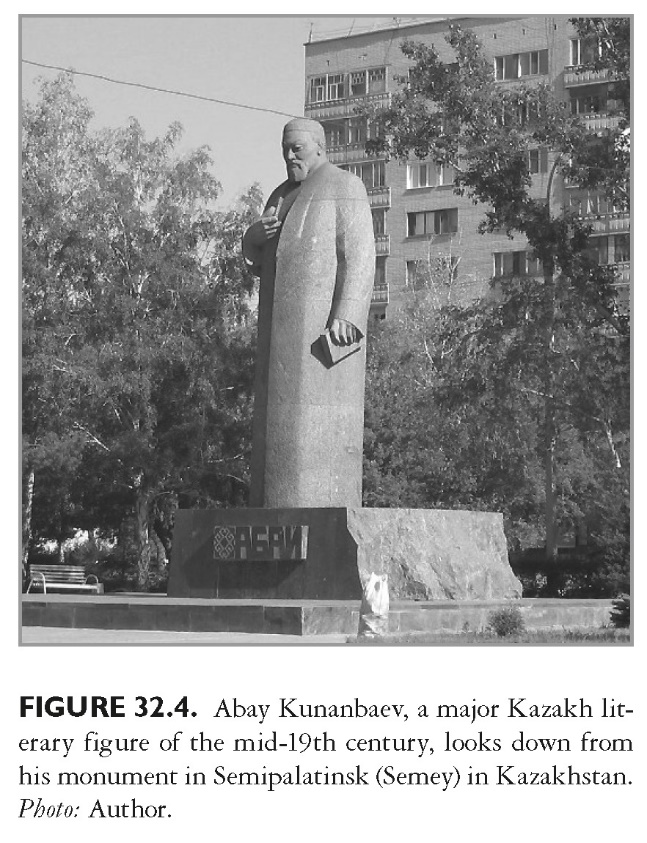 АБАЙ
FIGURE 32.4. Abay Kunanbaev, a major Kazakh lit-
erary figure of the mid-19th century, looks down from
his monument in Semipalatinsk (Semey) in Kazakhstan.
Photo: Author.